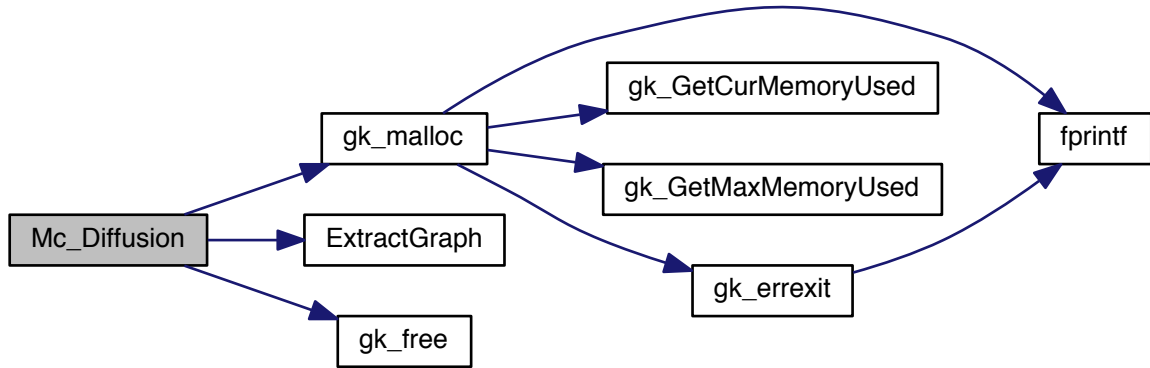 Mc_Diffusion
gk_malloc
ExtractGraph
gk_free
gk_GetCurMemoryUsed
gk_GetMaxMemoryUsed
gk_errexit
fprintf